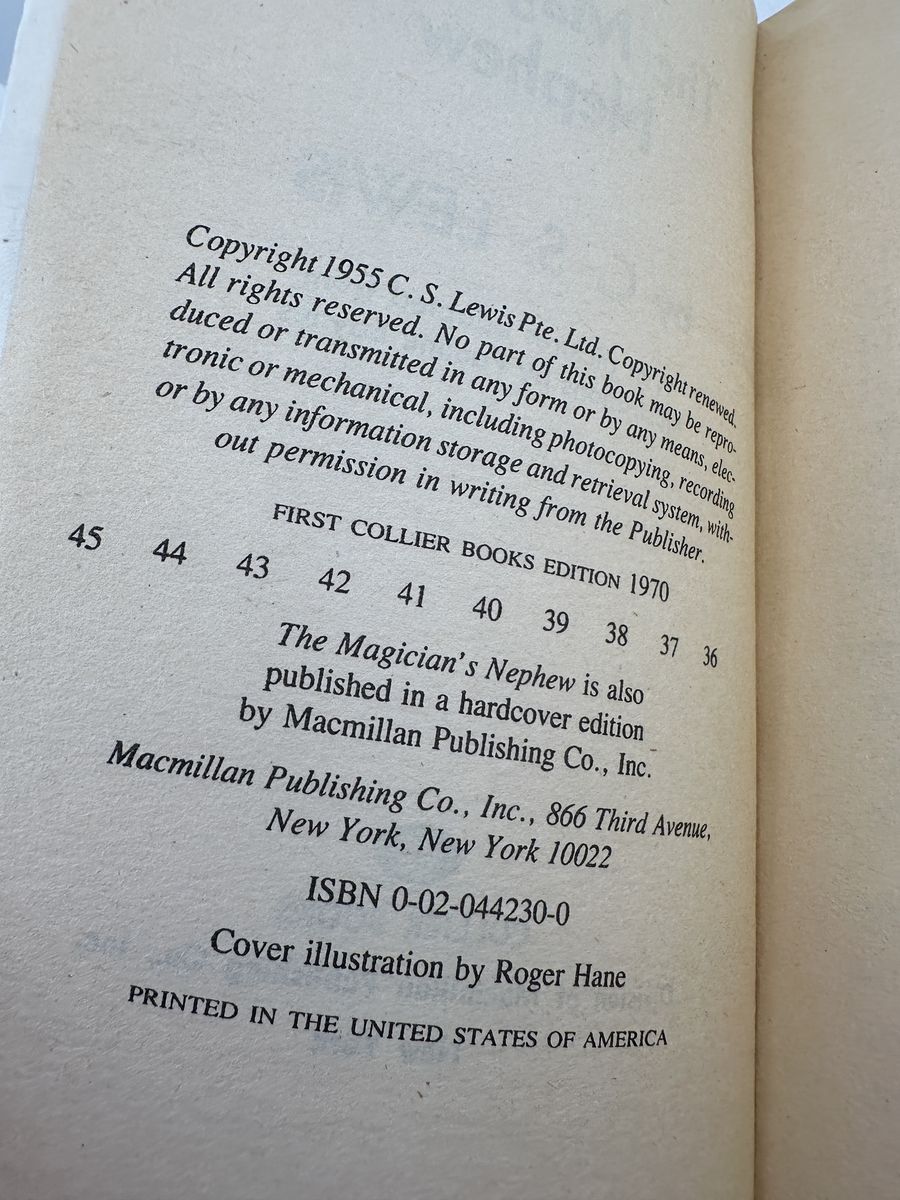 Copyright 1955 C. S. Lewis Pte. Ltd. Copyright renewed.
All rights reserved. No part of this book may be repro-
duced or transmitted in any form or by any means, elec-
tronic or mechanical, including photocopying, recording
or by any information storage and retrieval system, with-
out permission in writing from the Publisher.
FIRST COLLIER BOOKS EDITION 1970
45 44 43 42 41 40 39 38 37 36
The Magician's Nephew is also
published in a hardcover edition
by Macmillan Publishing Co., Inc.
Macmillan Publishing Co., Inc., 866 Third Avenue,
New York, New York 10022
ISBN 0-02-044230-0
Cover illustration by Roger Hane
PRINTED IN THE UNITED STATES OF AMERICA